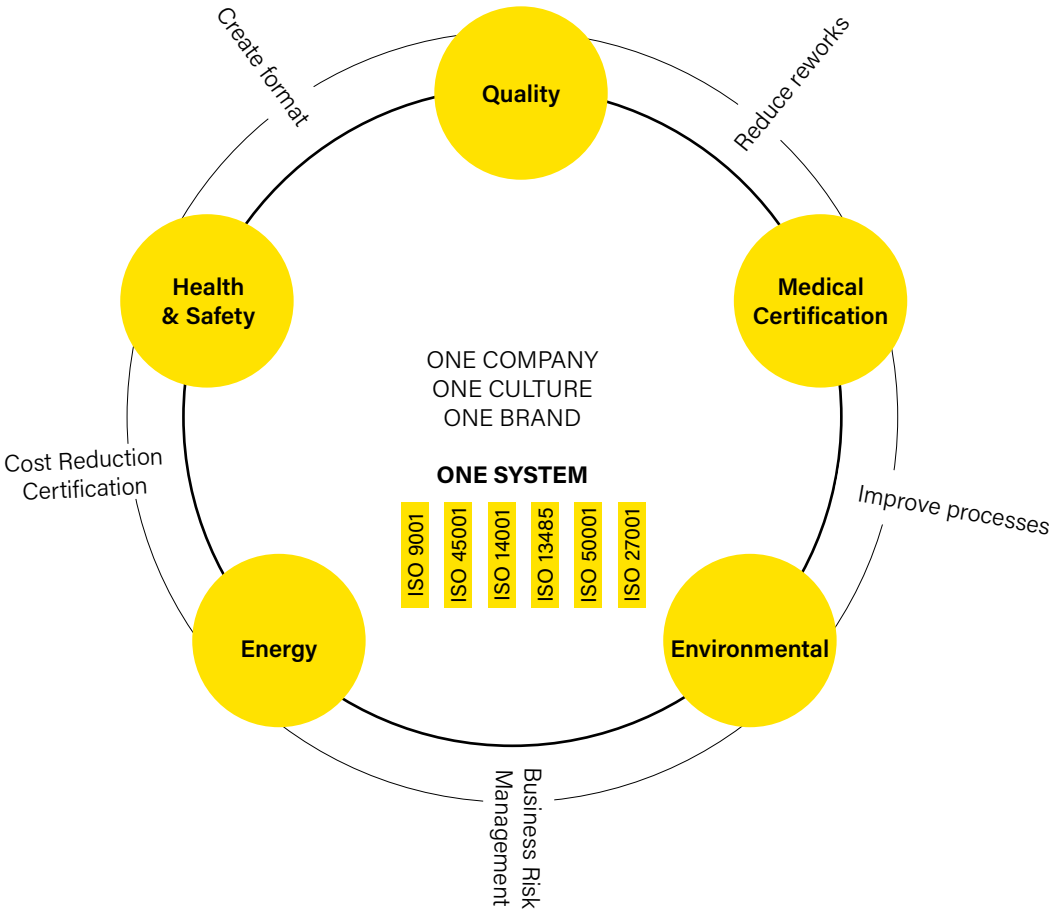 Create format
Quality
Reduce reworks
Health
& Safety
Medical
Certification
ONE COMPANY
ONE CULTURE
ONE BRAND
Cost Reduction
Certification
ONE SYSTEM
ISO 9001
ISO 45001
ISO 14001
ISO 13485
ISO 50001
ISO 27001
Improve processes
Energy
Environmental
Business Risk
Management